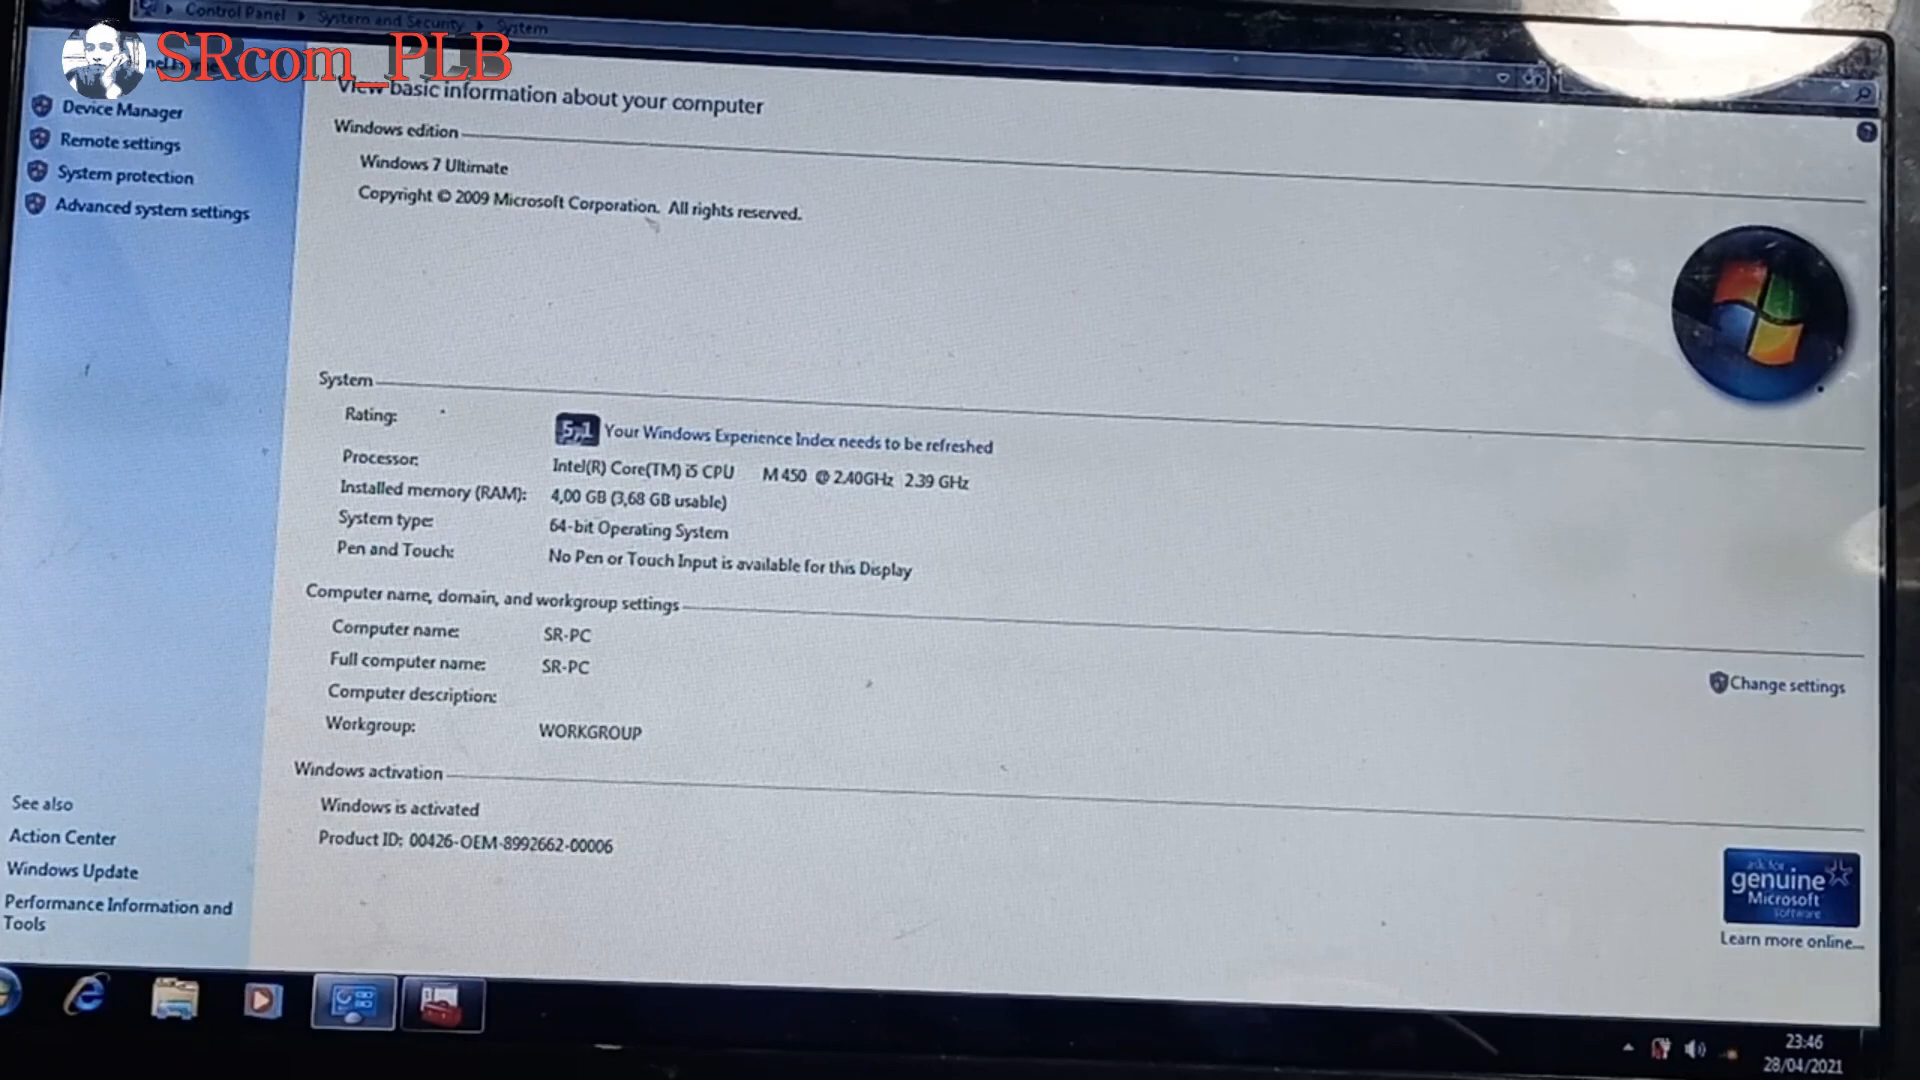 Control Panel ▸ System and Security ▸ System
SRcom_PLB
Device Manager
Remote settings
System protection
Advanced system settings
View basic information about your computer
Windows edition
Windows 7 Ultimate
Copyright © 2009 Microsoft Corporation. All rights reserved.
System
Rating:
5,1 Your Windows Experience Index needs to be refreshed
Processor: Intel(R) Core(TM) i5 CPU M 450 @ 2.40GHz 2.39 GHz
Installed memory (RAM): 4,00 GB (3,68 GB usable)
System type: 64-bit Operating System
Pen and Touch: No Pen or Touch Input is available for this Display
Computer name, domain, and workgroup settings
Computer name: SR-PC
Full computer name: SR-PC
Computer description:
Workgroup: WORKGROUP
Change settings
Windows activation
Windows is activated
Product ID: 00426-OEM-8992662-00006
See also
Action Center
Windows Update
Performance Information and
Tools
ask for
genuine
Microsoft
software
Learn more online...
23:46
28/04/2021